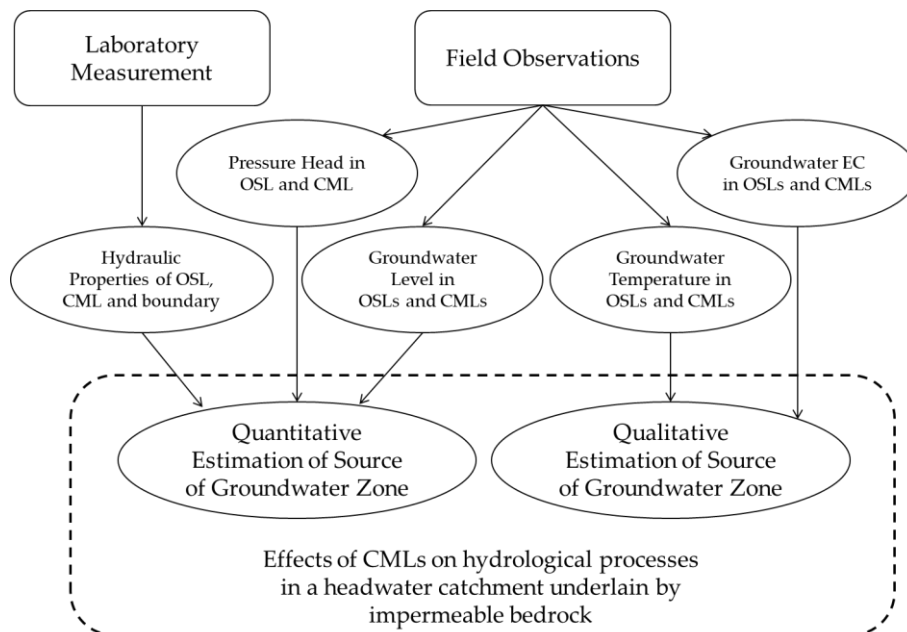 Laboratory
Measurement
Field Observations
Pressure Head in
OSL and CML
Groundwater EC
in OSLs and CMLs
Hydraulic
Properties of OSL,
CML and boundary
Groundwater
Level in
OSLs and CMLs
Groundwater
Temperature in
OSLs and CMLs
Quantitative
Estimation of Source
of Groundwater Zone
Qualitative
Estimation of Source
of Groundwater Zone
Effects of CMLs on hydrological processes
in a headwater catchment underlain by
impermeable bedrock